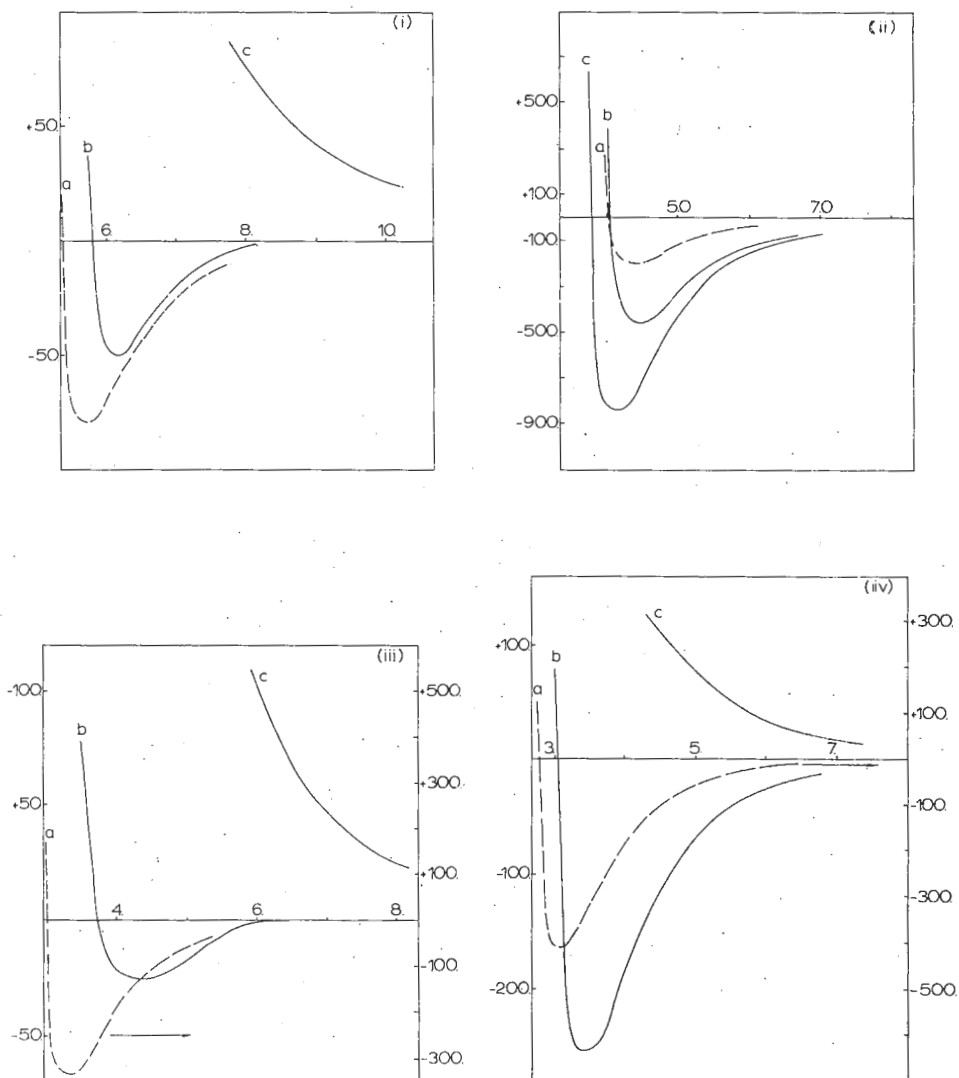 (i)
c
+50.
b
a
6.
8.
10.
-50.
(ii)
c
+500.
b
a
+100.
5.0
7.0
-100.
-500.
-900.
(iii)
-100.
c
+500.
b
+50.
+300.
a
+100.
4.
6.
8.
-100.
-50.
-300.
(iiv)
c
+300.
+100.
b
a
+100.
3.
5.
7.
-100.
-100.
-300.
-200.
-500.